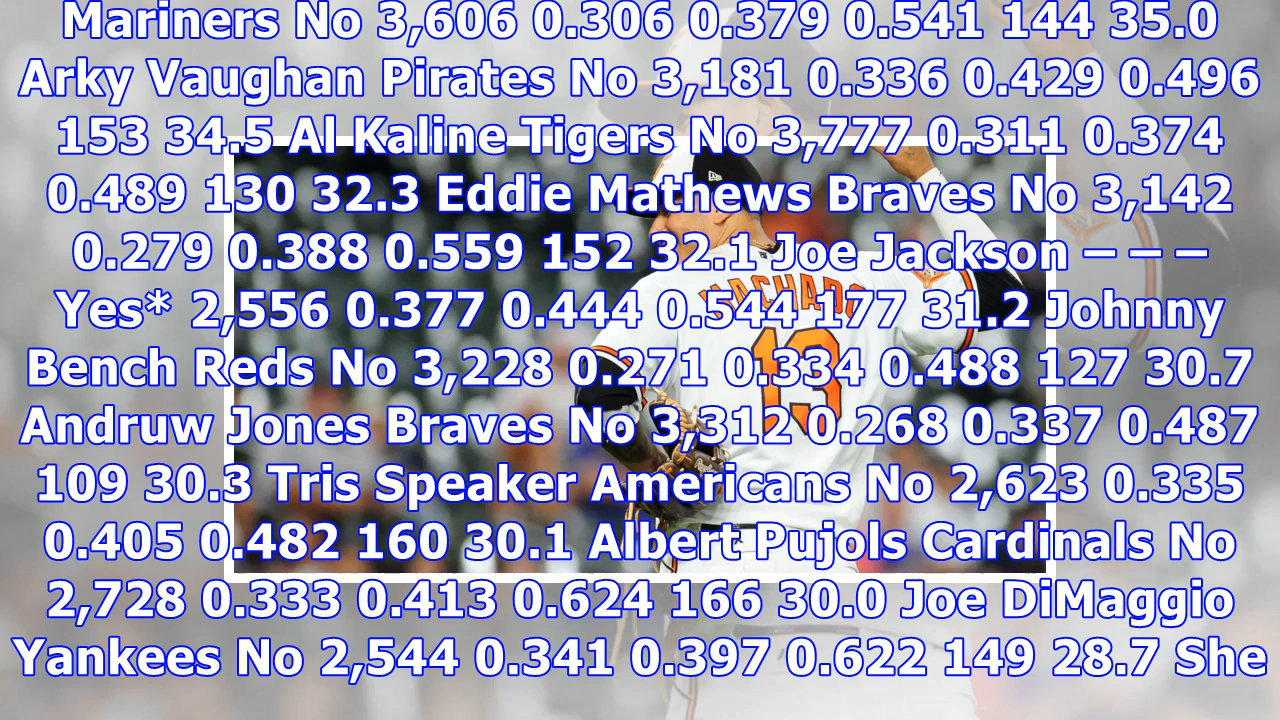 Mariners No 3,606 0.306 0.379 0.541 144 35.0
Arky Vaughan Pirates No 3,181 0.336 0.429 0.496
153 34.5 Al Kaline Tigers No 3,777 0.311 0.374
0.489 130 32.3 Eddie Mathews Braves No 3,142
0.279 0.388 0.559 152 32.1 Joe Jackson – – –
Yes* 2,556 0.377 0.444 0.544 177 31.2 Johnny
Bench Reds No 3,228 0.271 0.334 0.488 127 30.7
Andruw Jones Braves No 3,312 0.268 0.337 0.487
109 30.3 Tris Speaker Americans No 2,623 0.335
0.405 0.482 160 30.1 Albert Pujols Cardinals No
2,728 0.333 0.413 0.624 166 30.0 Joe DiMaggio
Yankees No 2,544 0.341 0.397 0.622 149 28.7 She
MACHADO
13